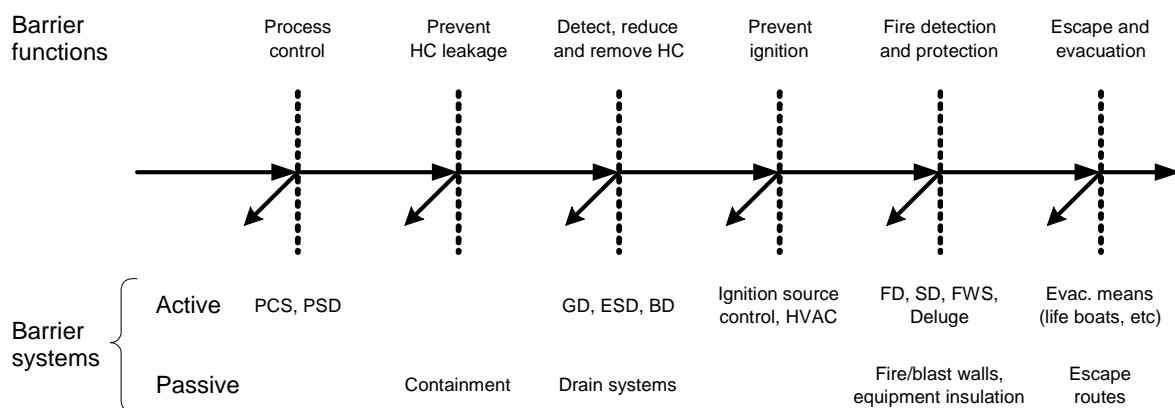 Barrier
functions
Process
control
Prevent
HC leakage
Detect, reduce
and remove HC
Prevent
ignition
Fire detection
and protection
Escape and
evacuation
Barrier
systems
Active
PCS, PSD
GD, ESD, BD
Ignition source
control, HVAC
FD, SD, FWS,
Deluge
Evac. means
(life boats, etc)
Passive
Containment
Drain systems
Fire/blast walls,
equipment insulation
Escape
routes